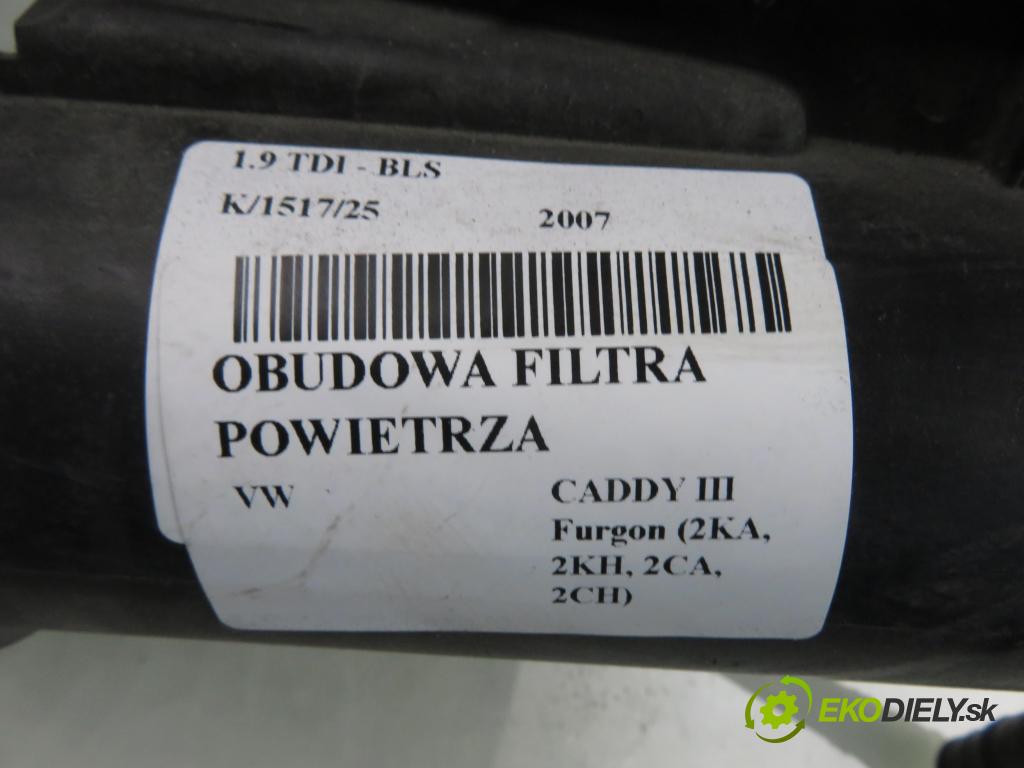 1.9 TDI - BLS
K/1517/25 2007
OBUDOWA FILTRA
POWIETRZA
VW CADDY III
Furgon (2KA,
2KH, 2CA,
2CH)
EKODIELY.sk